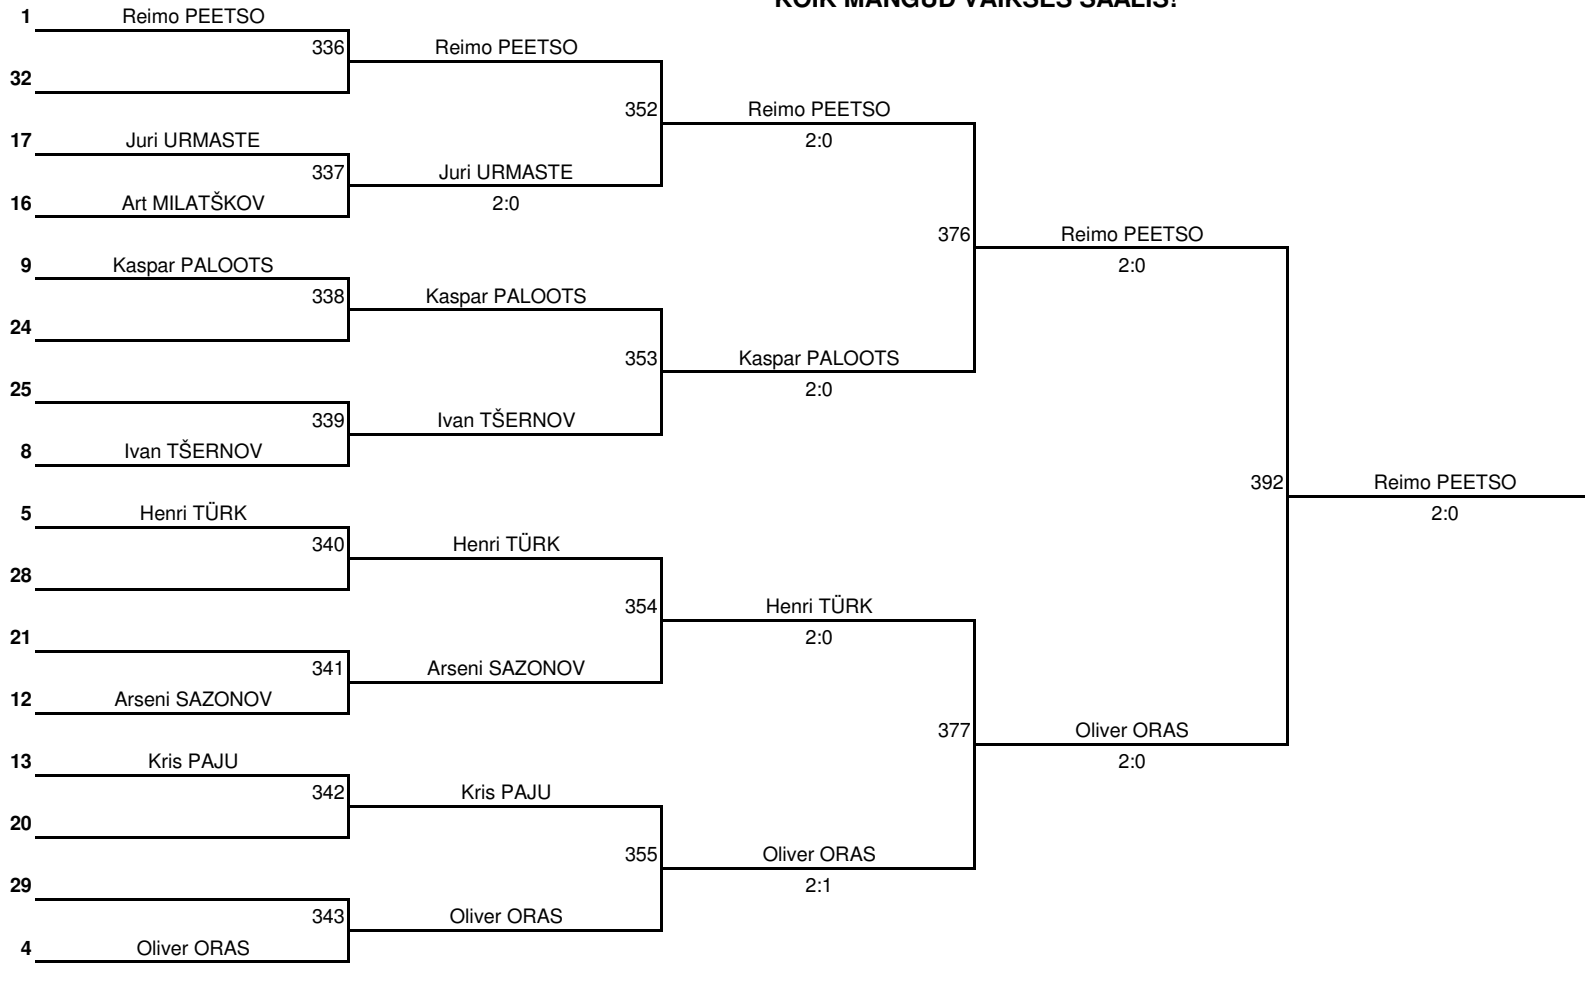 KÕIK MÄNGUD VÄIKSES SAALIS!
1 Reimo PEETSO
336 Reimo PEETSO
32
352 Reimo PEETSO
17 Juri URMASTE 2:0
337 Juri URMASTE
16 Art MILATŠKOV 2:0
376 Reimo PEETSO
9 Kaspar PALOOTS 2:0
338 Kaspar PALOOTS
24
353 Kaspar PALOOTS
25 2:0
339 Ivan TŠERNOV
8 Ivan TŠERNOV
392 Reimo PEETSO
5 Henri TÜRK 2:0
340 Henri TÜRK
28
354 Henri TÜRK
21 2:0
341 Arseni SAZONOV
12 Arseni SAZONOV
377 Oliver ORAS
13 Kris PAJU 2:0
342 Kris PAJU
20
355 Oliver ORAS
29 2:1
343 Oliver ORAS
4 Oliver ORAS